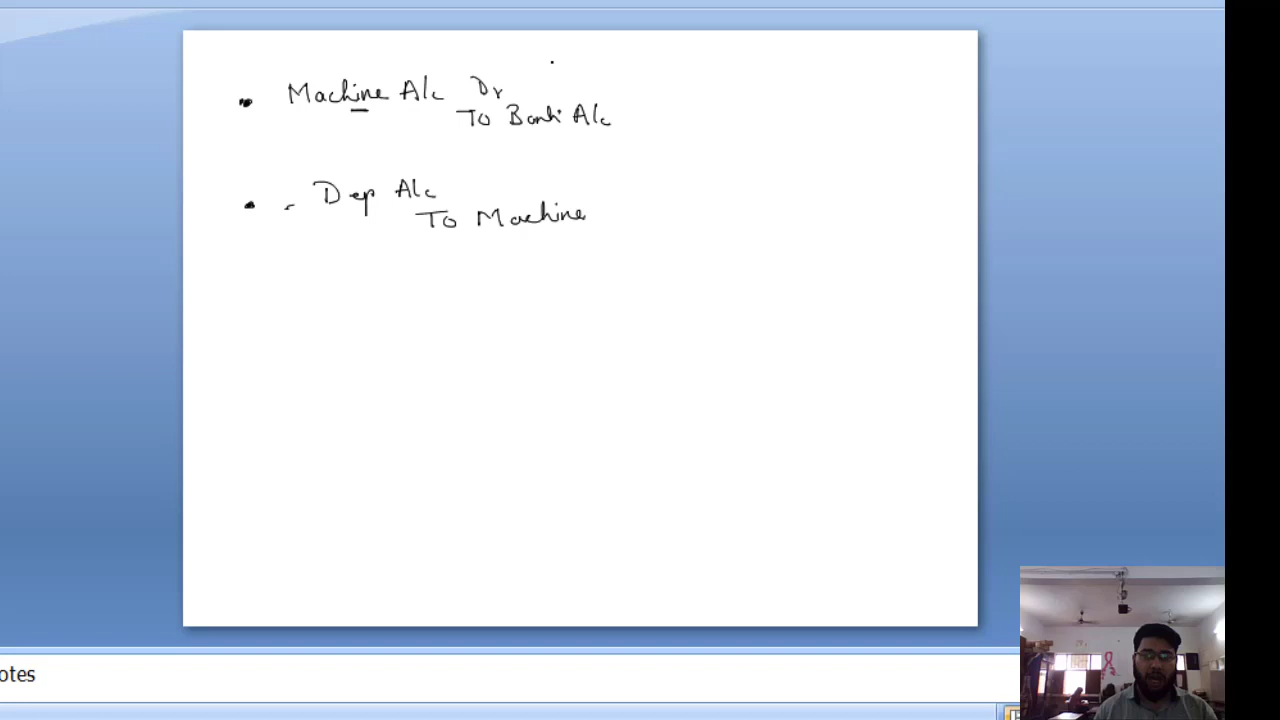 Machine A/c Dr
To Bank A/c
Dep A/c
To Machine
otes